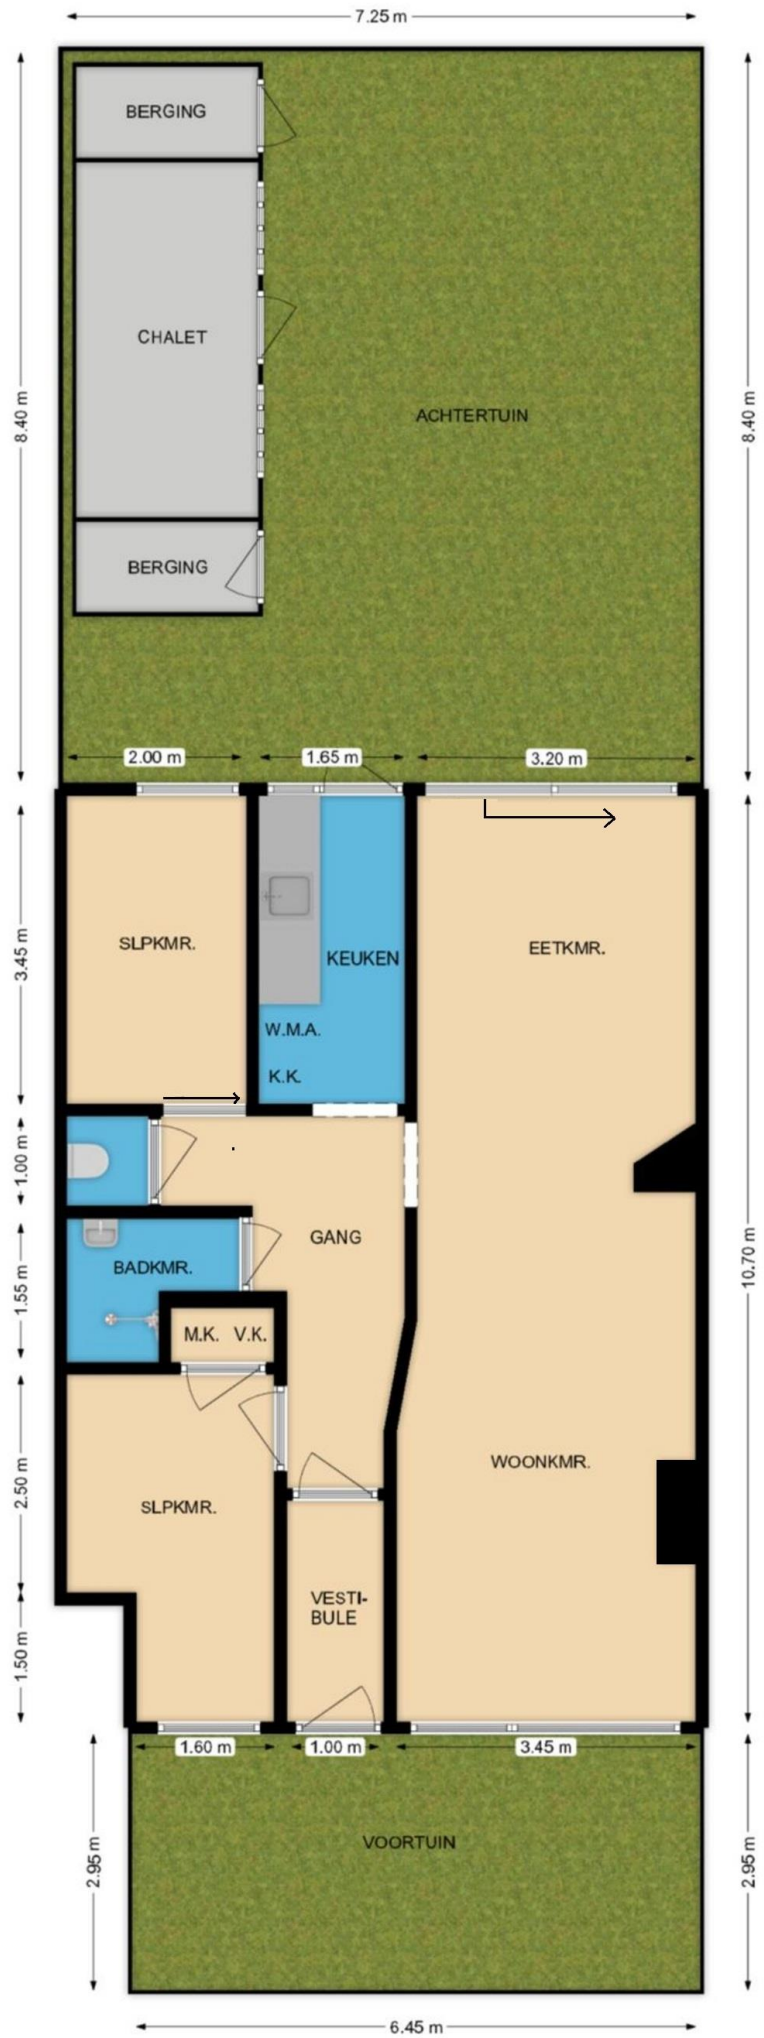 7.25 m
BERGING
CHALET
8.40 m
8.40 m
ACHTERTUIN
BERGING
2.00 m
1.65 m
3.20 m
SLPKMR.
KEUKEN
EETKMR.
3.45 m
W.M.A.
K.K.
1.00 m
GANG
BADKMR.
1.55 m
10.70 m
M.K. V.K.
WOONKMR.
2.50 m
SLPKMR.
VESTI-
BULE
1.50 m
1.60 m
1.00 m
3.45 m
VOORTUIN
2.95 m
2.95 m
6.45 m